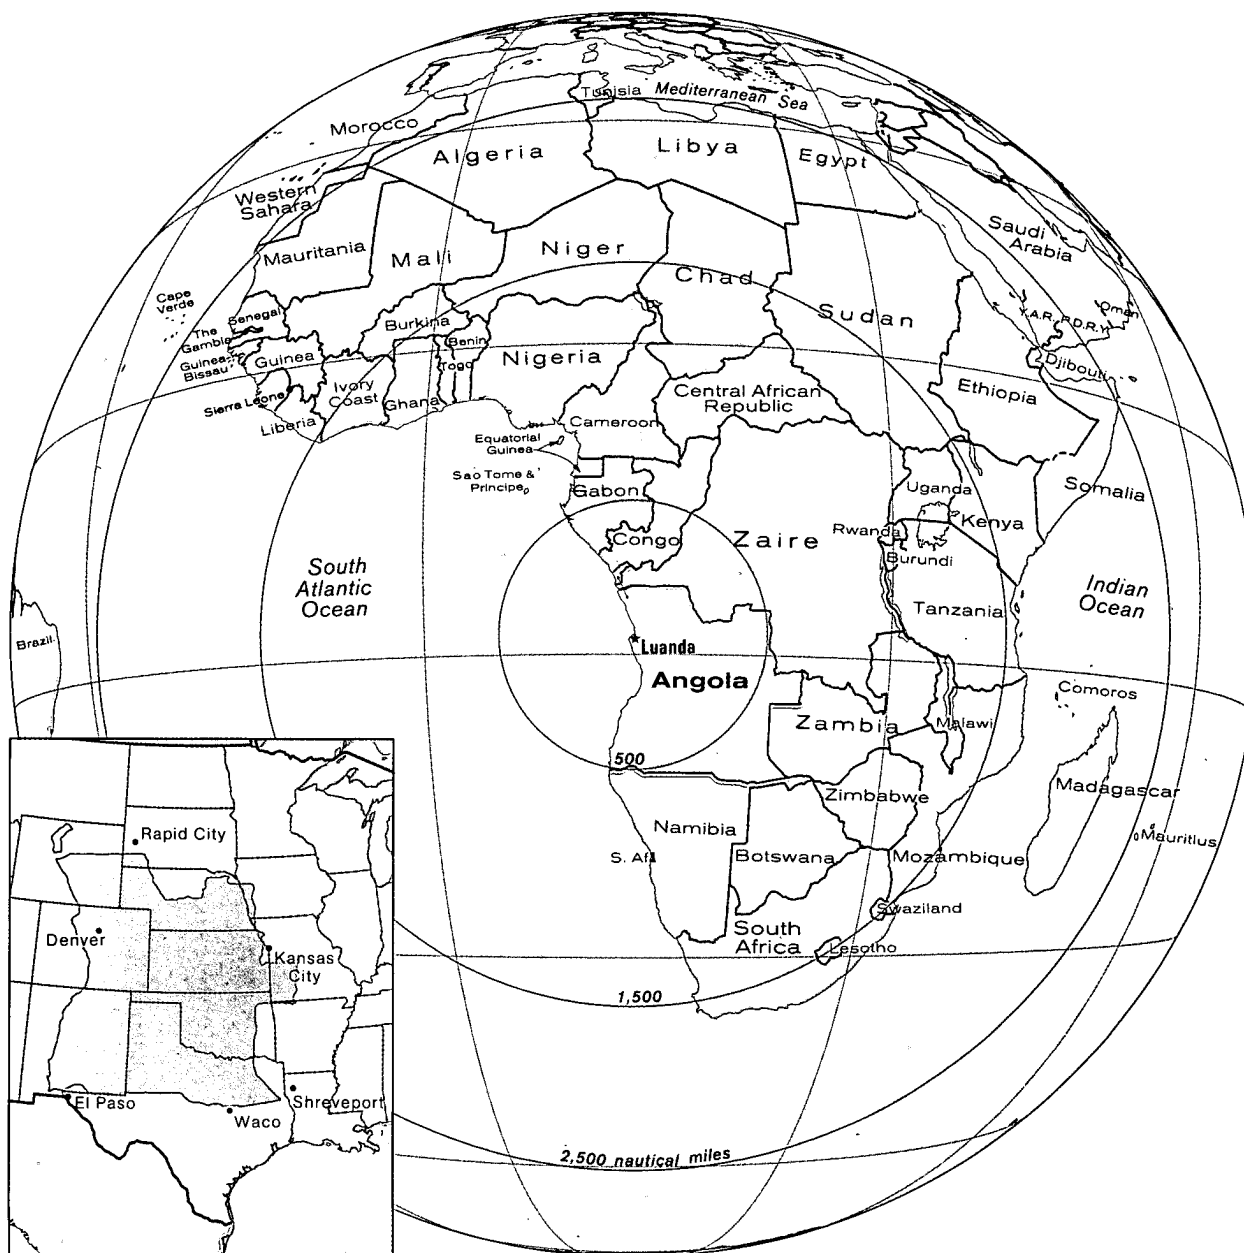 Tunisia
Mediterranean Sea
Morocco
Algeria
Libya
Egypt
Western
Sahara
Saudi
Arabia
Mauritania
Mali
Niger
Chad
Cape
Verde
Senegal
Sudan
Oman
Y.A.R.
P.D.R.Y.
The
Gambia
Burkina
Benin
Guinea-
Bissau
Guinea
Togo
Nigeria
Djibouti
Ivory
Coast
Ghana
Sierra Leone
Central African
Republic
Ethiopia
Liberia
Cameroon
Equatorial
Guinea
Sao Tome &
Principe
Gabon
Uganda
Somalia
Kenya
Congo
Zaire
Rwanda
Burundi
South
Atlantic
Ocean
Indian
Ocean
Tanzania
Brazil
Luanda
Angola
Comoros
Zambia
Malawi
500
Madagascar
Zimbabwe
Namibia
Mauritius
S. Af.
Botswana
Mozambique
Swaziland
South
Africa
Lesotho
1,500
2,500 nautical miles
Rapid City
Denver
Kansas
City
El Paso
Shreveport
Waco